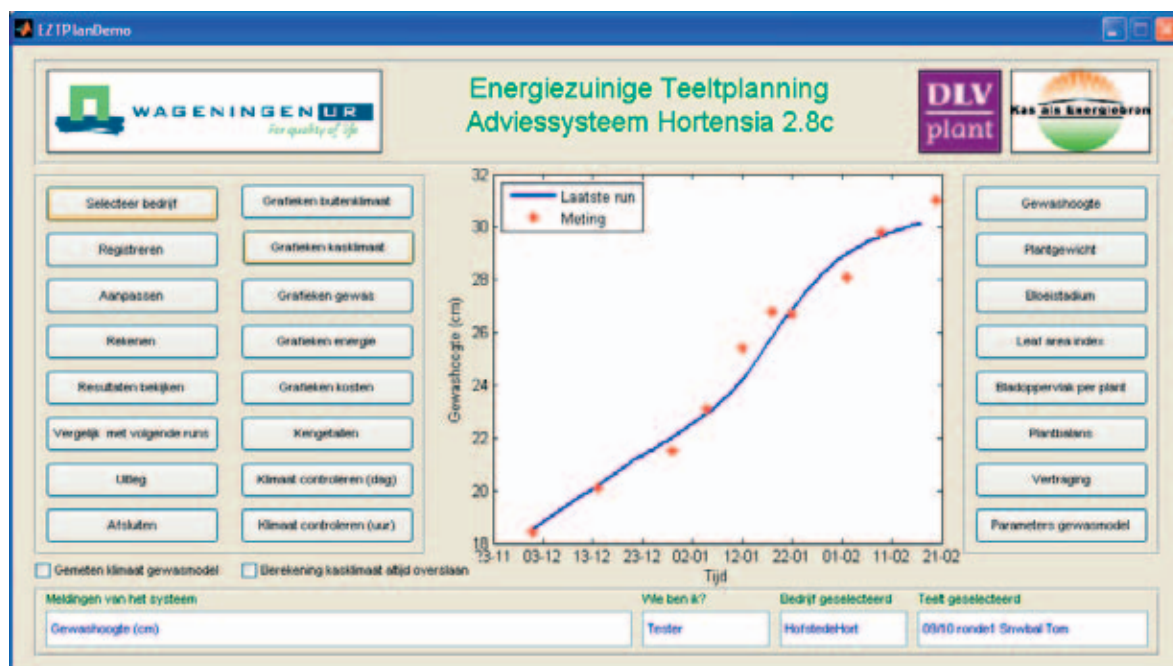 EZTPlanDemo
WAGENINGEN UR
For quality of life
Energiezuinige Teeltplanning
Adviessysteem Hortensia 2.8c
DLV
plant
Kas als Energiebron
Selecteer bedrijf
Registreren
Aanpassen
Rekenen
Resultaten bekijken
Vergelijk met volgende runs
Uitleg
Afsluiten
Grafieken buitenklimaat
Grafieken kasklimaat
Grafieken gewas
Grafieken energie
Grafieken kosten
Kengetallen
Klimaat controleren (dag)
Klimaat controleren (uur)
Gemeten klimaat gewasmodel
Berekening kasklimaat altijd overslaan
Laatste run
Meting
Gewashoogte (cm)
32
30
28
26
24
22
20
18
23-11 03-12 13-12 23-12 02-01 12-01 22-01 01-02 11-02 21-02
Tijd
Gewashoogte
Plantgewicht
Bloeistadium
Leaf area index
Bladoppervlak per plant
Plantbalans
Vertraging
Parameters gewasmodel
Meldingen van het systeem
Gewashoogte (cm)
Wie ben ik?
Tester
Bedrijf geselecteerd
HofstedeHort
Teelt geselecteerd
09/10 ronde1 Snwbal Tom